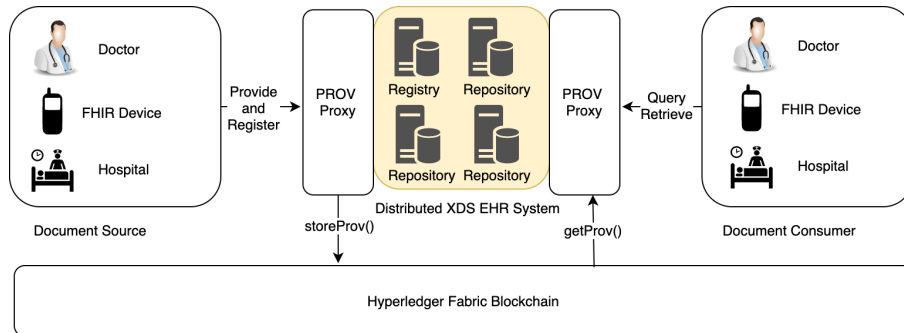 Doctor
FHIR Device
Hospital
Document Source
Provide
and
Register
PROV
Proxy
Registry
Repository
Repository
Repository
Distributed XDS EHR System
PROV
Proxy
Query
Retrieve
Doctor
FHIR Device
Hospital
Document Consumer
storeProv()
getProv()
Hyperledger Fabric Blockchain